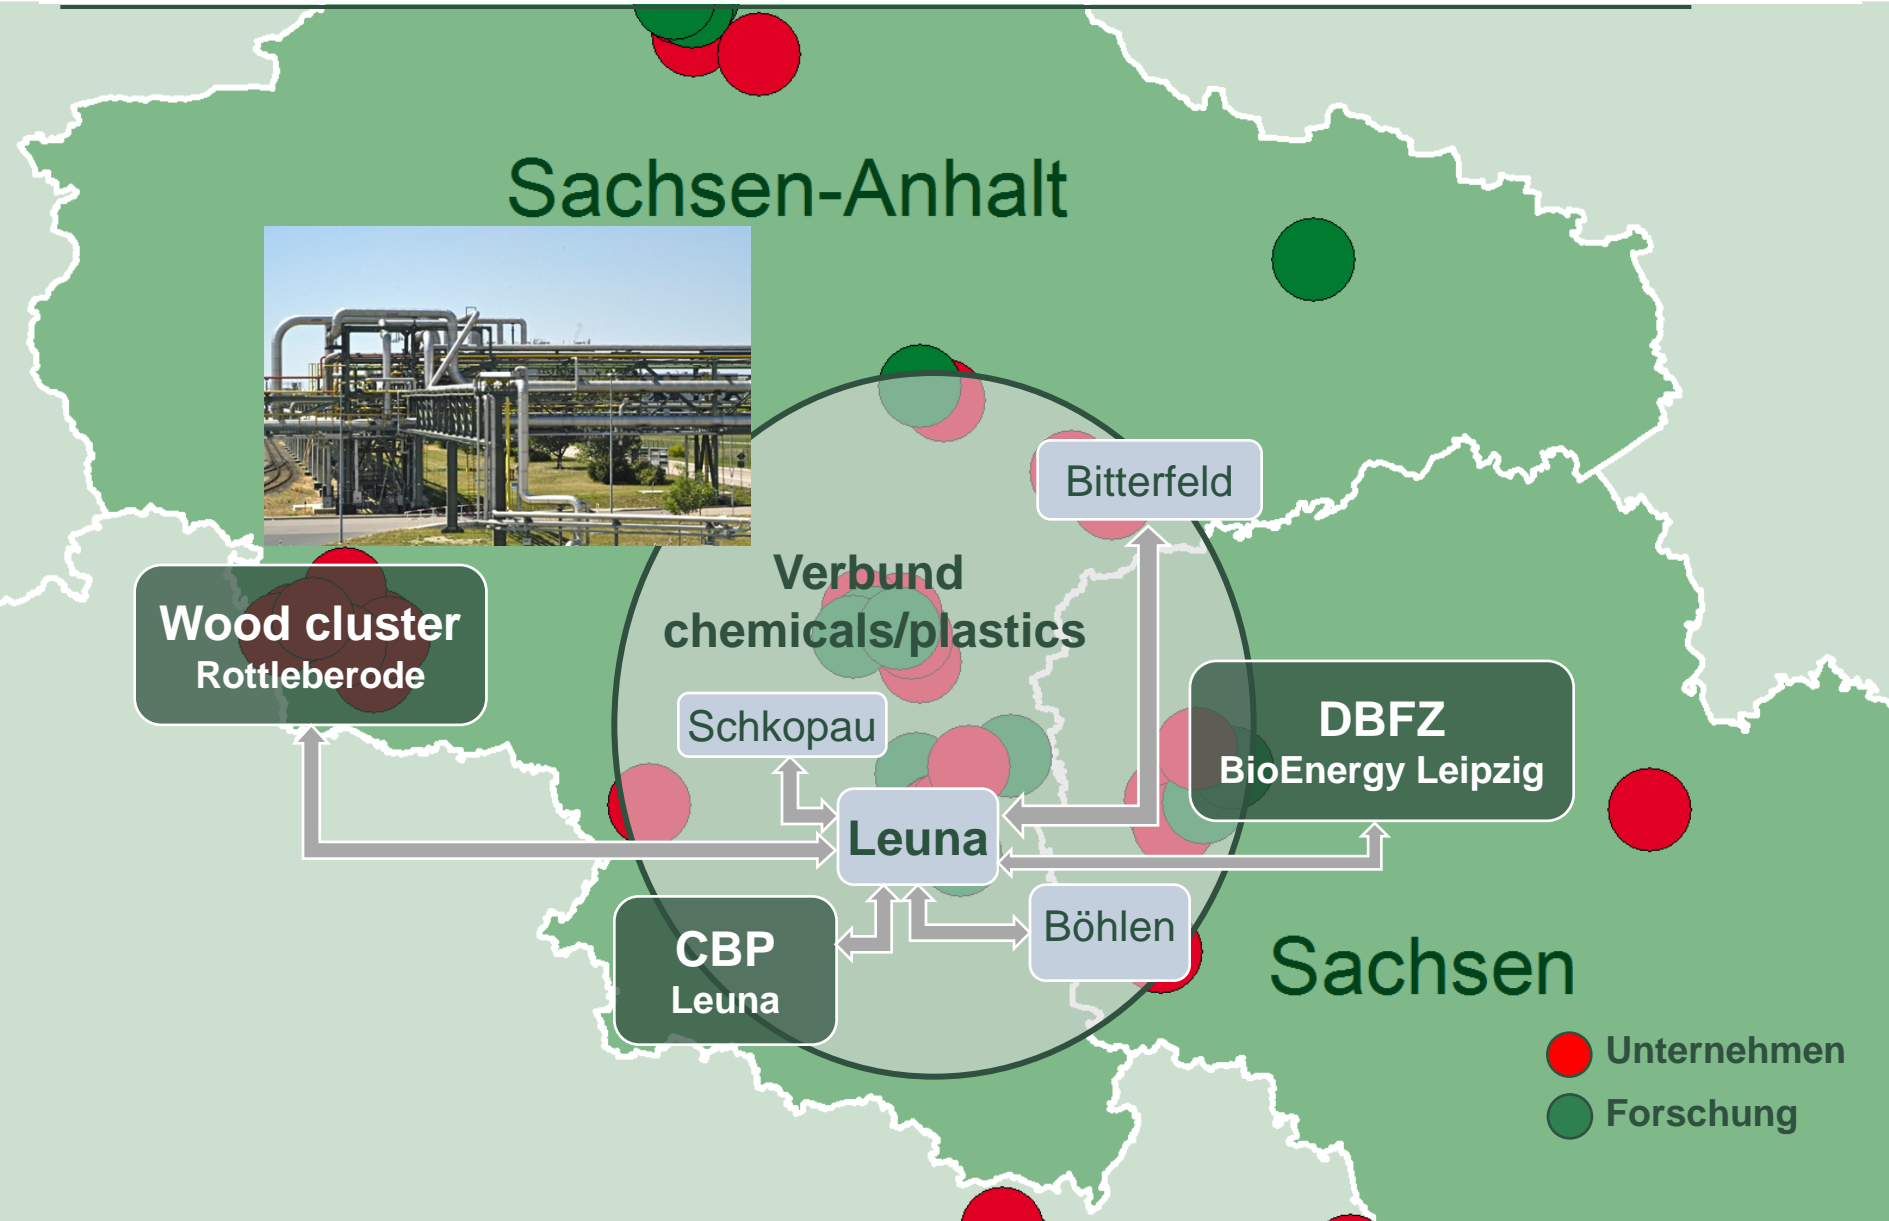 Sachsen-Anhalt
Bitterfeld
Verbund
chemicals/plastics
Wood cluster
Rottleberode
Schkopau
DBFZ
BioEnergy Leipzig
Leuna
CBP
Leuna
Böhlen
Sachsen
Unternehmen
Forschung